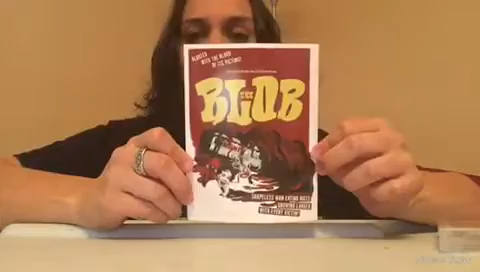 BLOATED
WITH THE BLOOD
OF ITS VICTIMS!
THE
BLOB
SHAPELESS MAN-EATING MASS
GROWING LARGER
WITH EVERY VICTIM!